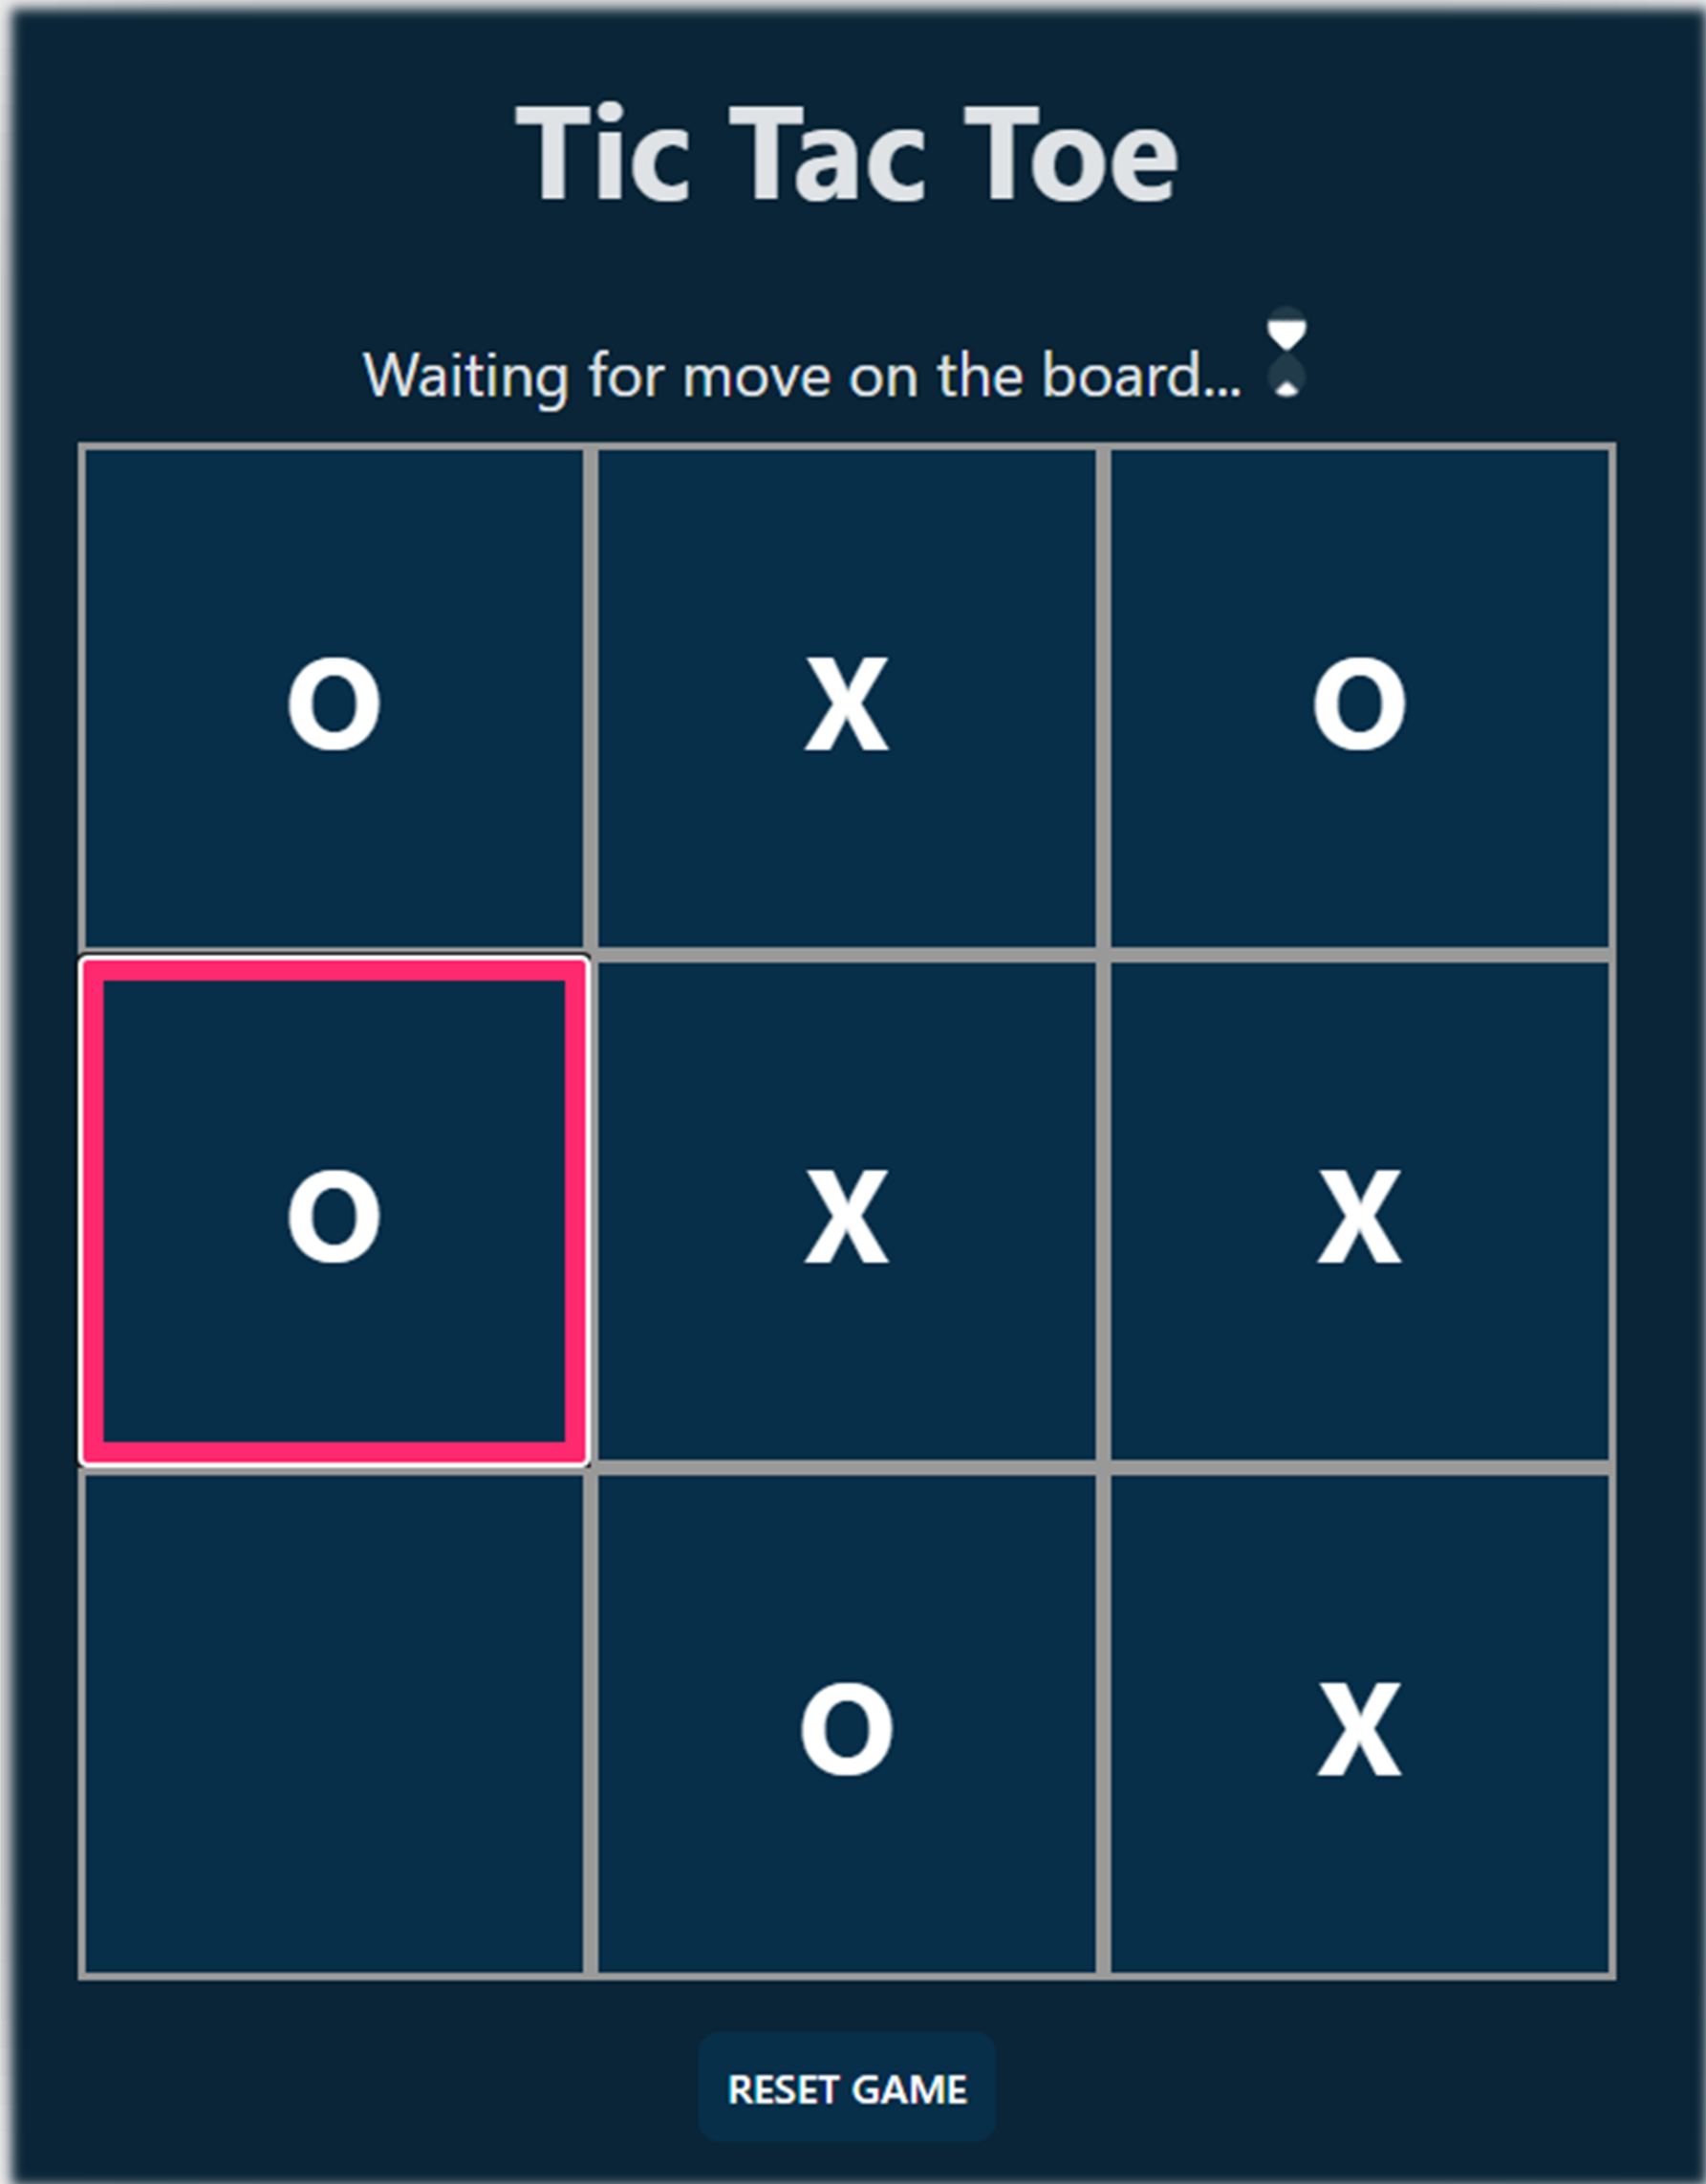 Tic Tac Toe
Waiting for move on the board...
O X O
O X X
O X
RESET GAME